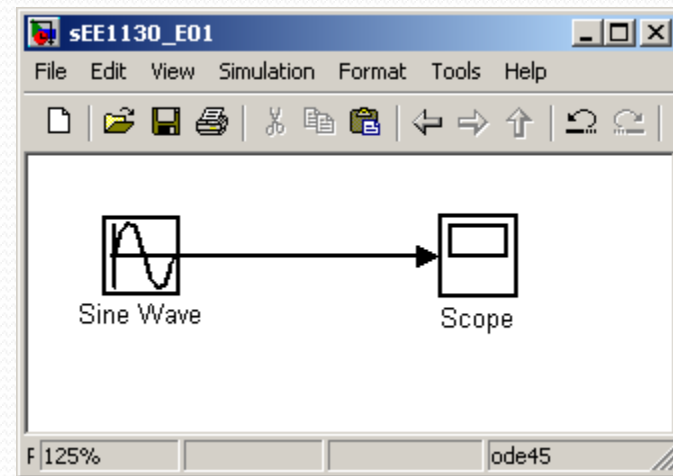 sEE1130_E01
File Edit View Simulation Format Tools Help
Sine Wave
Scope
F 125% ode45